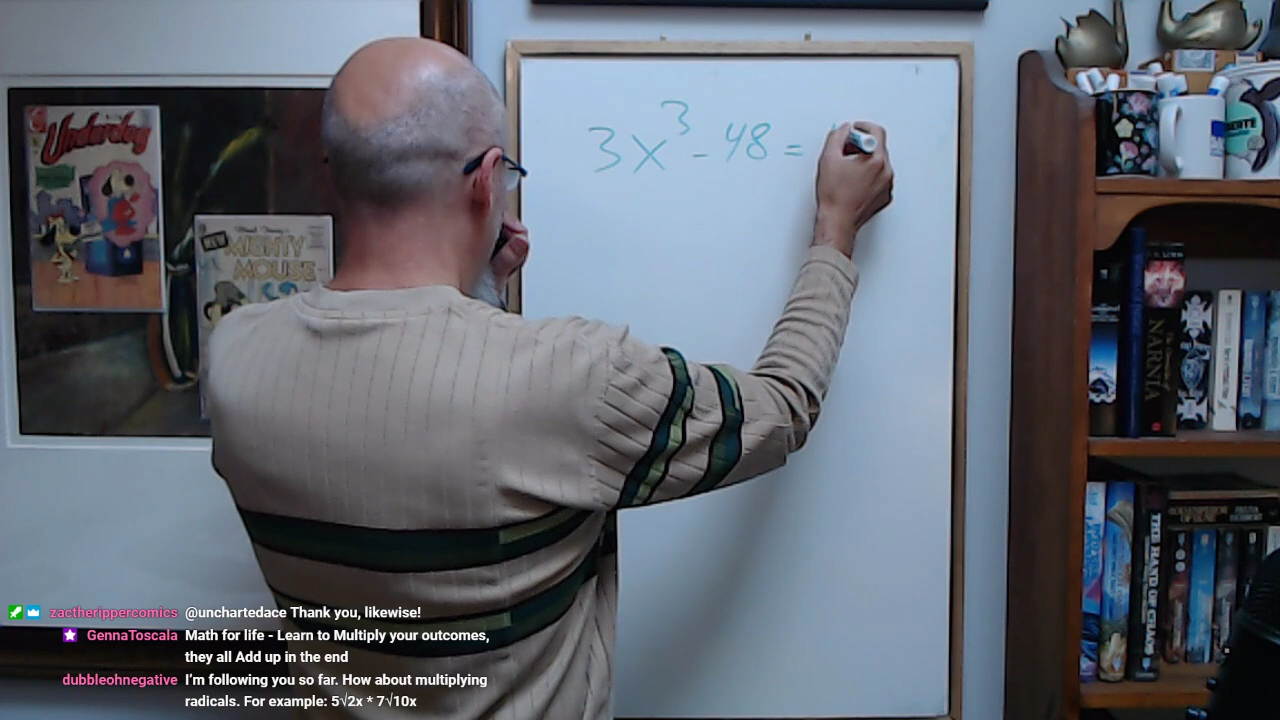 Underdog
NEW
MIGHTY
MOUSE
3x³-48=
NARNIA
THE HAND OF CHAOS
zactherippercomics @unchartedace Thank you, likewise!
GennaToscala Math for life - Learn to Multiply your outcomes,
they all Add up in the end
dubbleohnegative I'm following you so far. How about multiplying
radicals. For example: 5√2x * 7√10x